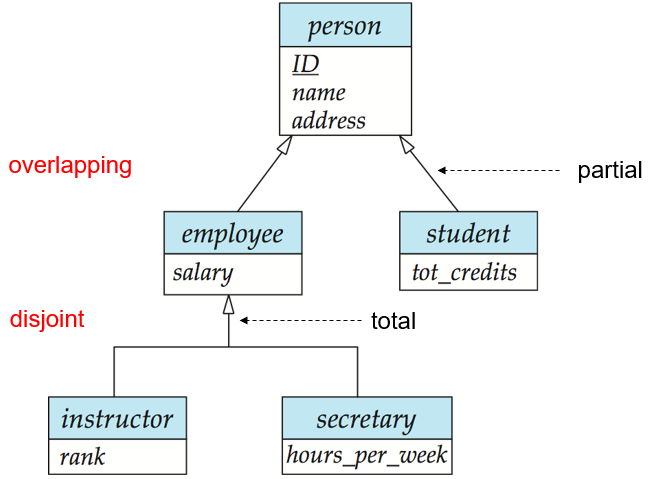 person
ID
name
address
overlapping
partial
employee
student
salary
tot_credits
disjoint
total
instructor
secretary
rank
hours_per_week